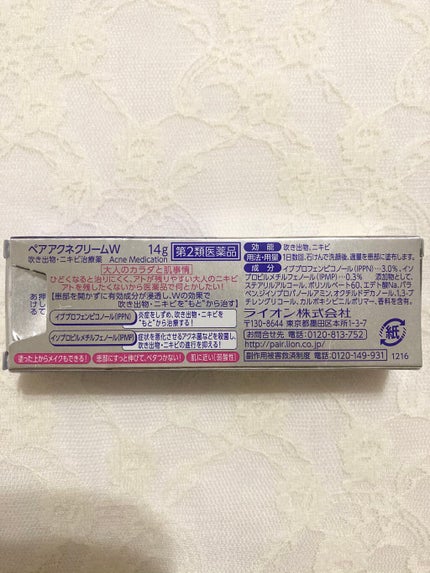 ペアアクネクリームW 14g 第2類医薬品
吹き出物・ニキビ治療薬 Acne Medication
大人のカラダと肌事情
ひどくなると治りにくく、アトが残りやすい大人のニキビ
アトを残したくないから医薬品で何とかしたい!
押して
あける
患部を開かずに有効成分が浸透し、Wの効果で
吹き出物・ニキビを“もと”から治す
イブプロフェンピコノール(IPPN) 炎症をしずめ、吹き出物・ニキビを
“もと”から治療する!
イソプロピルメチルフェノール(IPMP) 症状を悪化させるアクネ菌などを殺菌し、
吹き出物・ニキビの進行を抑える!
塗った上からメイクもできる! 患部にすっと伸びて、ベタつかない! 肌に近い[弱酸性]
効能 吹き出物、ニキビ
用法・用量 1日数回、石けんで洗顔後、適量を患部に塗布します。
成分 イブプロフェンピコノール(IPPN)…3.0%、イソ
プロピルメチルフェノール(IPMP)…0.3% 添加物として、
ステアリルアルコール、ポリソルベート60、エデト酸Na、パラ
ベン、ジイソプロパノールアミン、オクチルドデカノール、1,3-ブ
チレングリコール、カルボキシビニルポリマー、香料を含有。
ライオン株式会社
〒130-8644 東京都墨田区本所1-3-7
お問合せ先 電話:0120-813-752
http://pair.lion.co.jp/
副作用被害救済制度 電話:0120-149-931 1216
紙